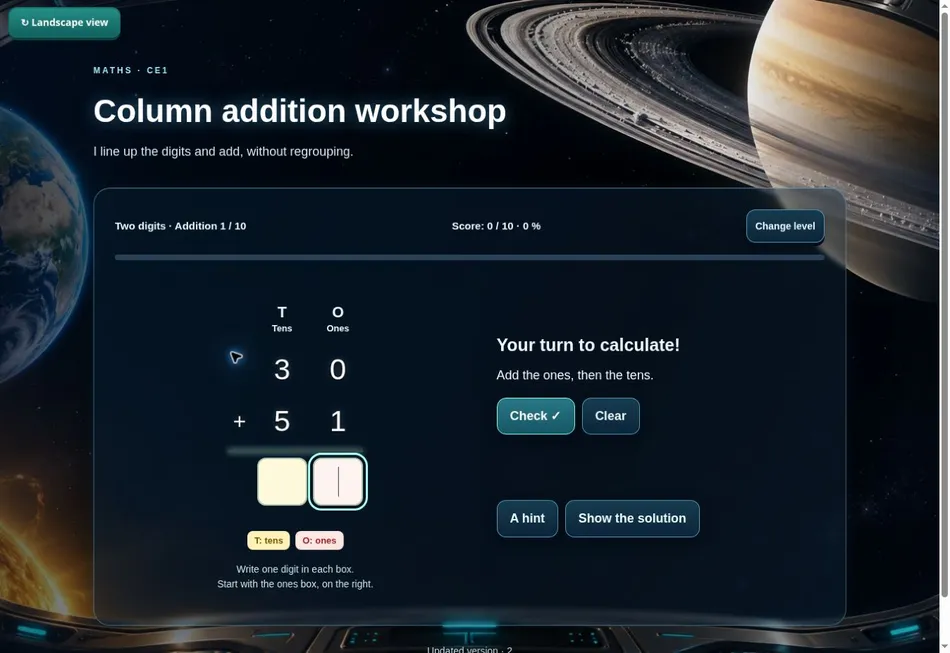 ↻ Landscape view
MATHS · CE1
Column addition workshop
I line up the digits and add, without regrouping.
Two digits · Addition 1 / 10
Score: 0 / 10 · 0 %
Change level
T O
Tens Ones
3 0
+ 5 1
T: tens O: ones
Write one digit in each box.
Start with the ones box, on the right.
Your turn to calculate!
Add the ones, then the tens.
Check ✓ Clear
A hint Show the solution
Updated version · 2